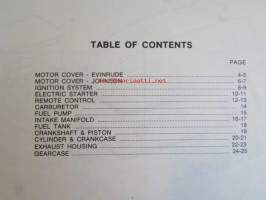 TABLE OF CONTENTS
PAGE
MOTOR COVER - EVINRUDE 4-5
MOTOR COVER - JOHNSON 6-7
IGNITION SYSTEM 8-9
ELECTRIC STARTER 10-11
REMOTE CONTROL 12-13
CARBURETOR 14
FUEL PUMP 15
INTAKE MANIFOLD 16-17
FUEL TANK 18
CRANKSHAFT & PISTON 19
CYLINDER & CRANKCASE 20-21
EXHAUST HOUSING 22-23
GEARCASE 24-25